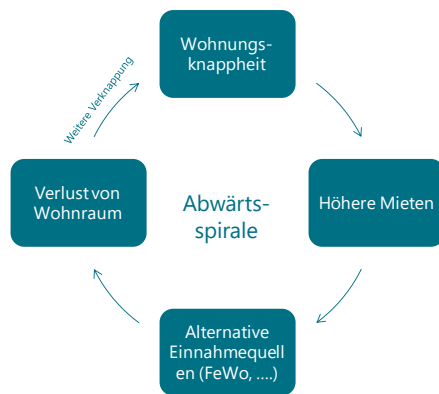 Wohnungs-
knappheit
Höhere Mieten
Alternative
Einnahmequell
en (FeWo, ....)
Verlust von
Wohnraum
Weitere Verknappung
Abwärts-
spirale